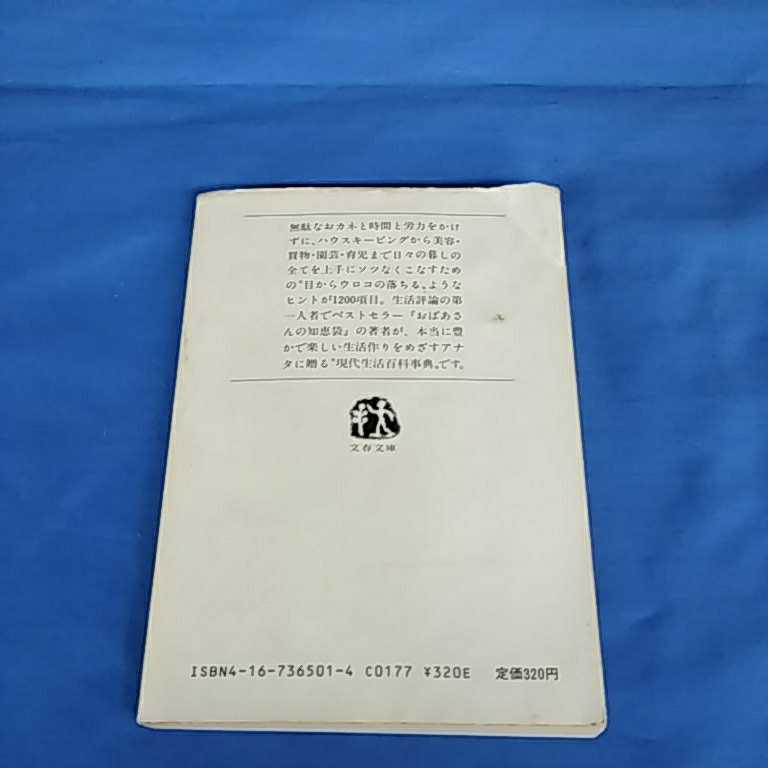 無駄なおカネと時間と労力をかけ
ずに、ハウスキーピングから美容・
買物・園芸・育児まで日々の暮しの
全てを上手にソツなくこなすため
の〝目からウロコの落ちる〟ような
ヒントが1200項目。生活評論の第
一人者でベストセラー『おばあさ
んの知恵袋』の著者が、本当に豊
かで楽しい生活作りをめざすアナ
タに贈る〝現代生活百科事典〟です。
文春文庫
ISBN4-16-736501-4 C0177 ¥320E 定価320円